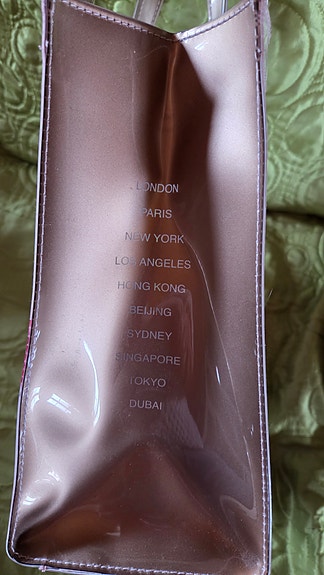 LONDON
PARIS
NEW YORK
LOS ANGELES
HONG KONG
BEIJING
SYDNEY
SINGAPORE
TOKYO
DUBAI